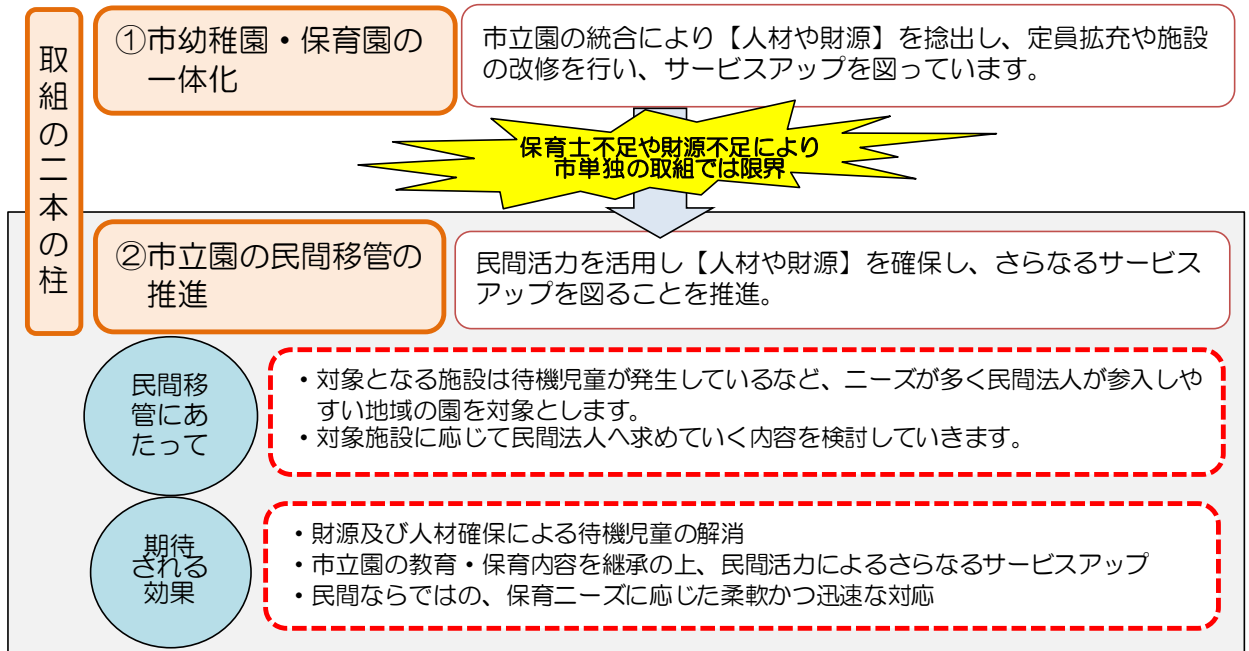 取組の二本の柱
①市幼稚園・保育園の
一体化
市立園の統合により【人材や財源】を捻出し、定員拡充や施設
の改修を行い、サービスアップを図っています。
保育士不足や財源不足により
市単独の取組では限界
②市立園の民間移管の
推進
民間活力を活用し【人材や財源】を確保し、さらなるサービス
アップを図ることを推進。
民間移
管にあ
たって
・対象となる施設は待機児童が発生しているなど、ニーズが多く民間法人が参入しや
すい地域の園を対象とします。
・対象施設に応じて民間法人へ求めていく内容を検討していきます。
期待
される
効果
・財源及び人材確保による待機児童の解消
・市立園の教育・保育内容を継承の上、民間活力によるさらなるサービスアップ
・民間ならではの、保育ニーズに応じた柔軟かつ迅速な対応